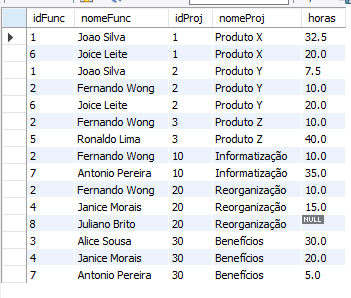 idFunc nomeFunc idProj nomeProj horas
1 Joao Silva 1 Produto X 32.5
6 Joice Leite 1 Produto X 20.0
1 Joao Silva 2 Produto Y 7.5
2 Fernando Wong 2 Produto Y 10.0
6 Joice Leite 2 Produto Y 20.0
2 Fernando Wong 3 Produto Z 10.0
5 Ronaldo Lima 3 Produto Z 40.0
2 Fernando Wong 10 Informatização 10.0
7 Antonio Pereira 10 Informatização 35.0
2 Fernando Wong 20 Reorganização 10.0
4 Janice Morais 20 Reorganização 15.0
8 Juliano Brito 20 Reorganização NULL
3 Alice Sousa 30 Benefícios 30.0
4 Janice Morais 30 Benefícios 20.0
7 Antonio Pereira 30 Benefícios 5.0